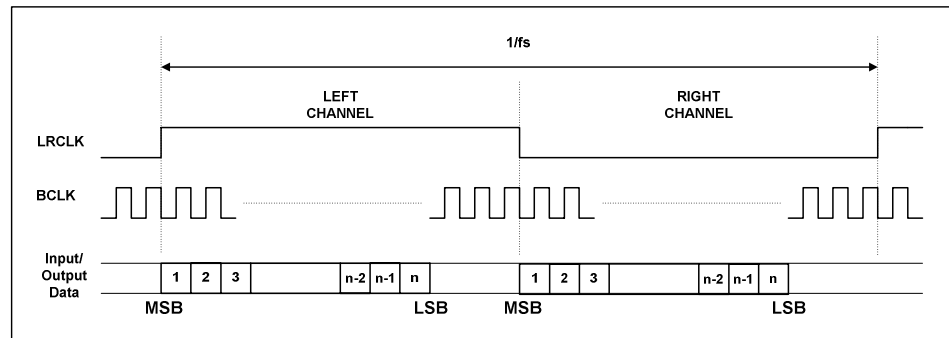 1/fs
LEFT
CHANNEL
RIGHT
CHANNEL
LRCLK
BCLK
Input/
Output
Data
1 2 3 n-2 n-1 n 1 2 3 n-2 n-1 n
MSB LSB MSB LSB